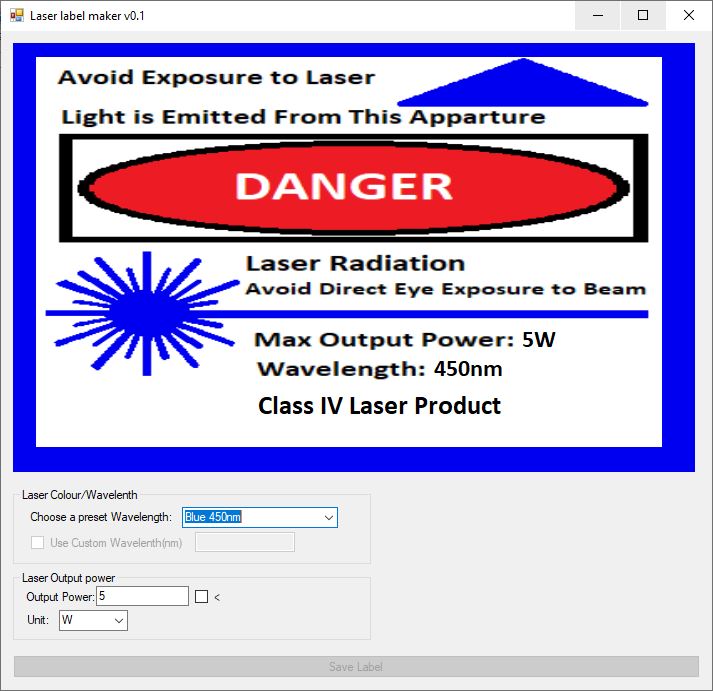 Laser label maker v0.1
Avoid Exposure to Laser
Light is Emitted From This Apparture
DANGER
Laser Radiation
Avoid Direct Eye Exposure to Beam
Max Output Power: 5W
Wavelength: 450nm
Class IV Laser Product
Laser Colour/Wavelenth
Choose a preset Wavelength: Blue 450nm
Use Custom Wavelenth(nm)
Laser Output power
Output Power: 5 <
Unit: W
Save Label